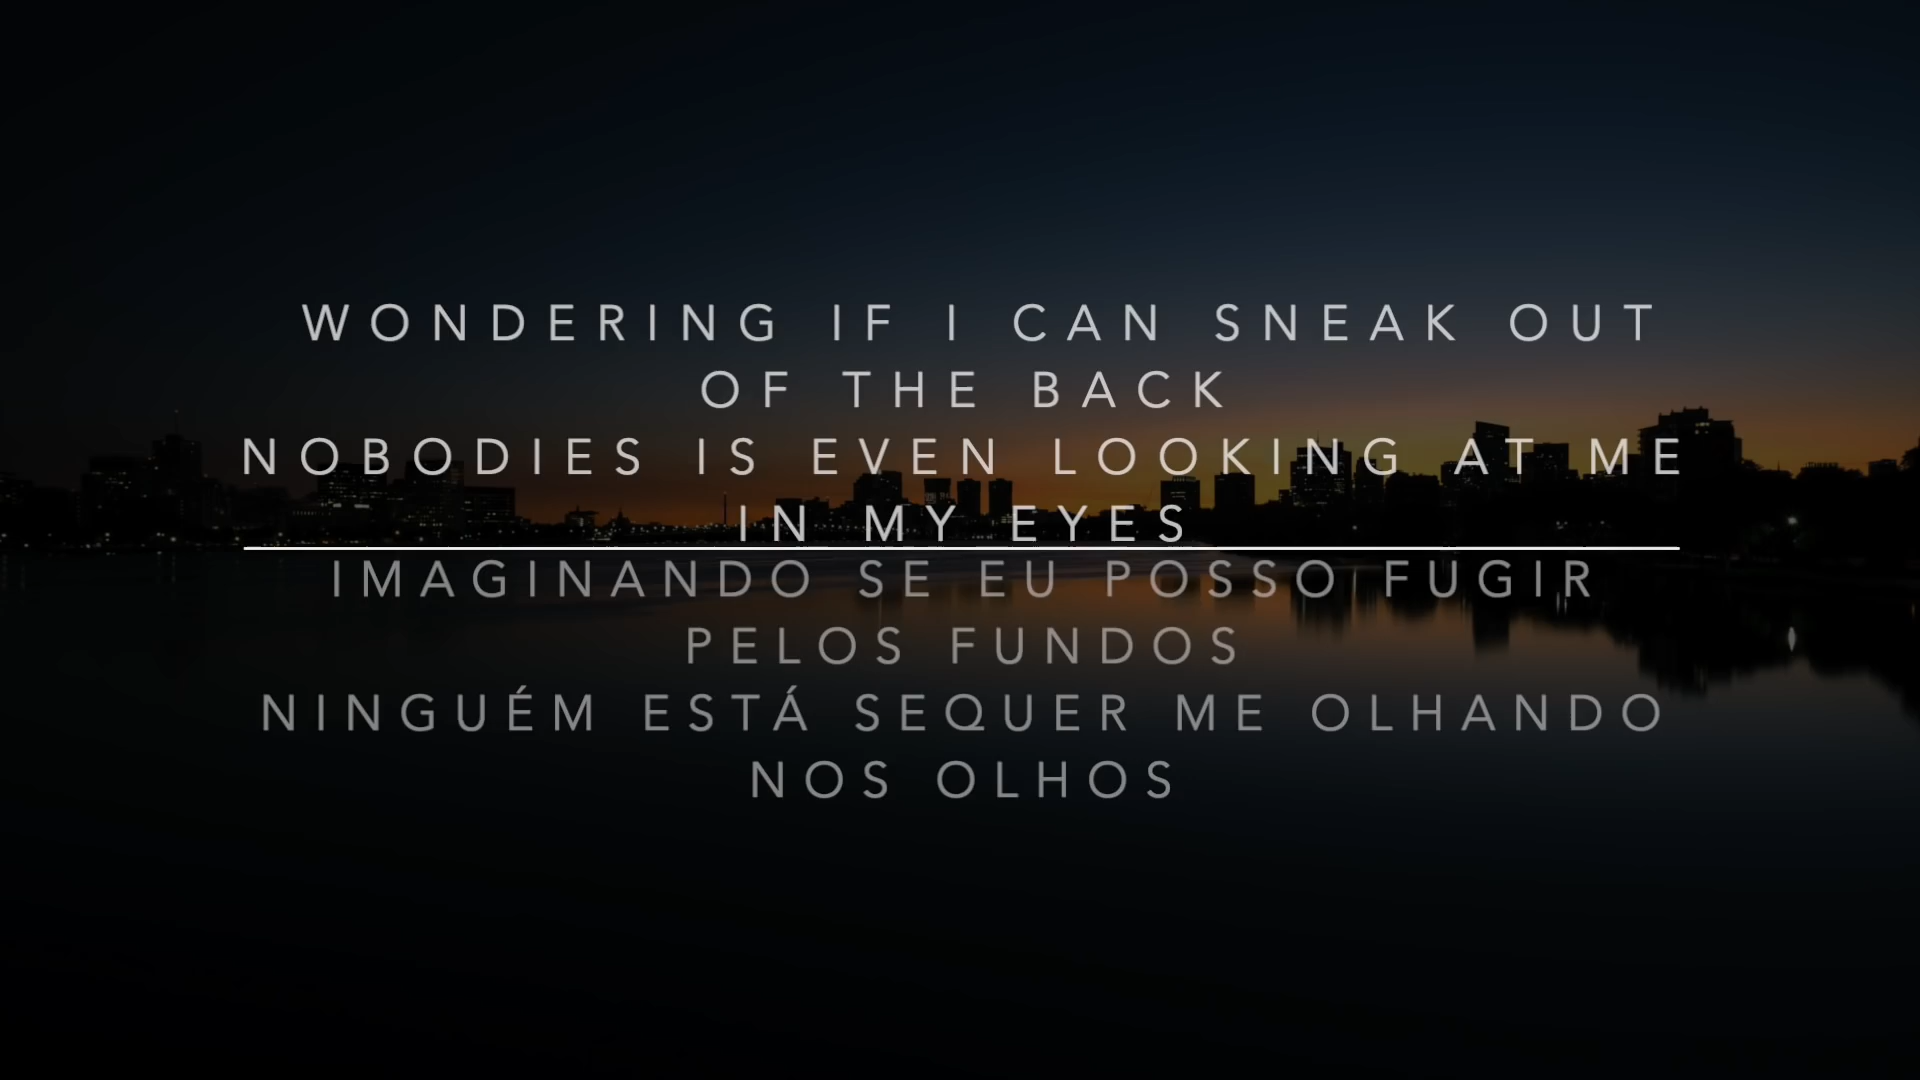 WONDERING IF I CAN SNEAK OUT
OF THE BACK
NOBODIES IS EVEN LOOKING AT ME
IN MY EYES
IMAGINANDO SE EU POSSO FUGIR
PELOS FUNDOS
NINGUÉM ESTÁ SEQUER ME OLHANDO
NOS OLHOS